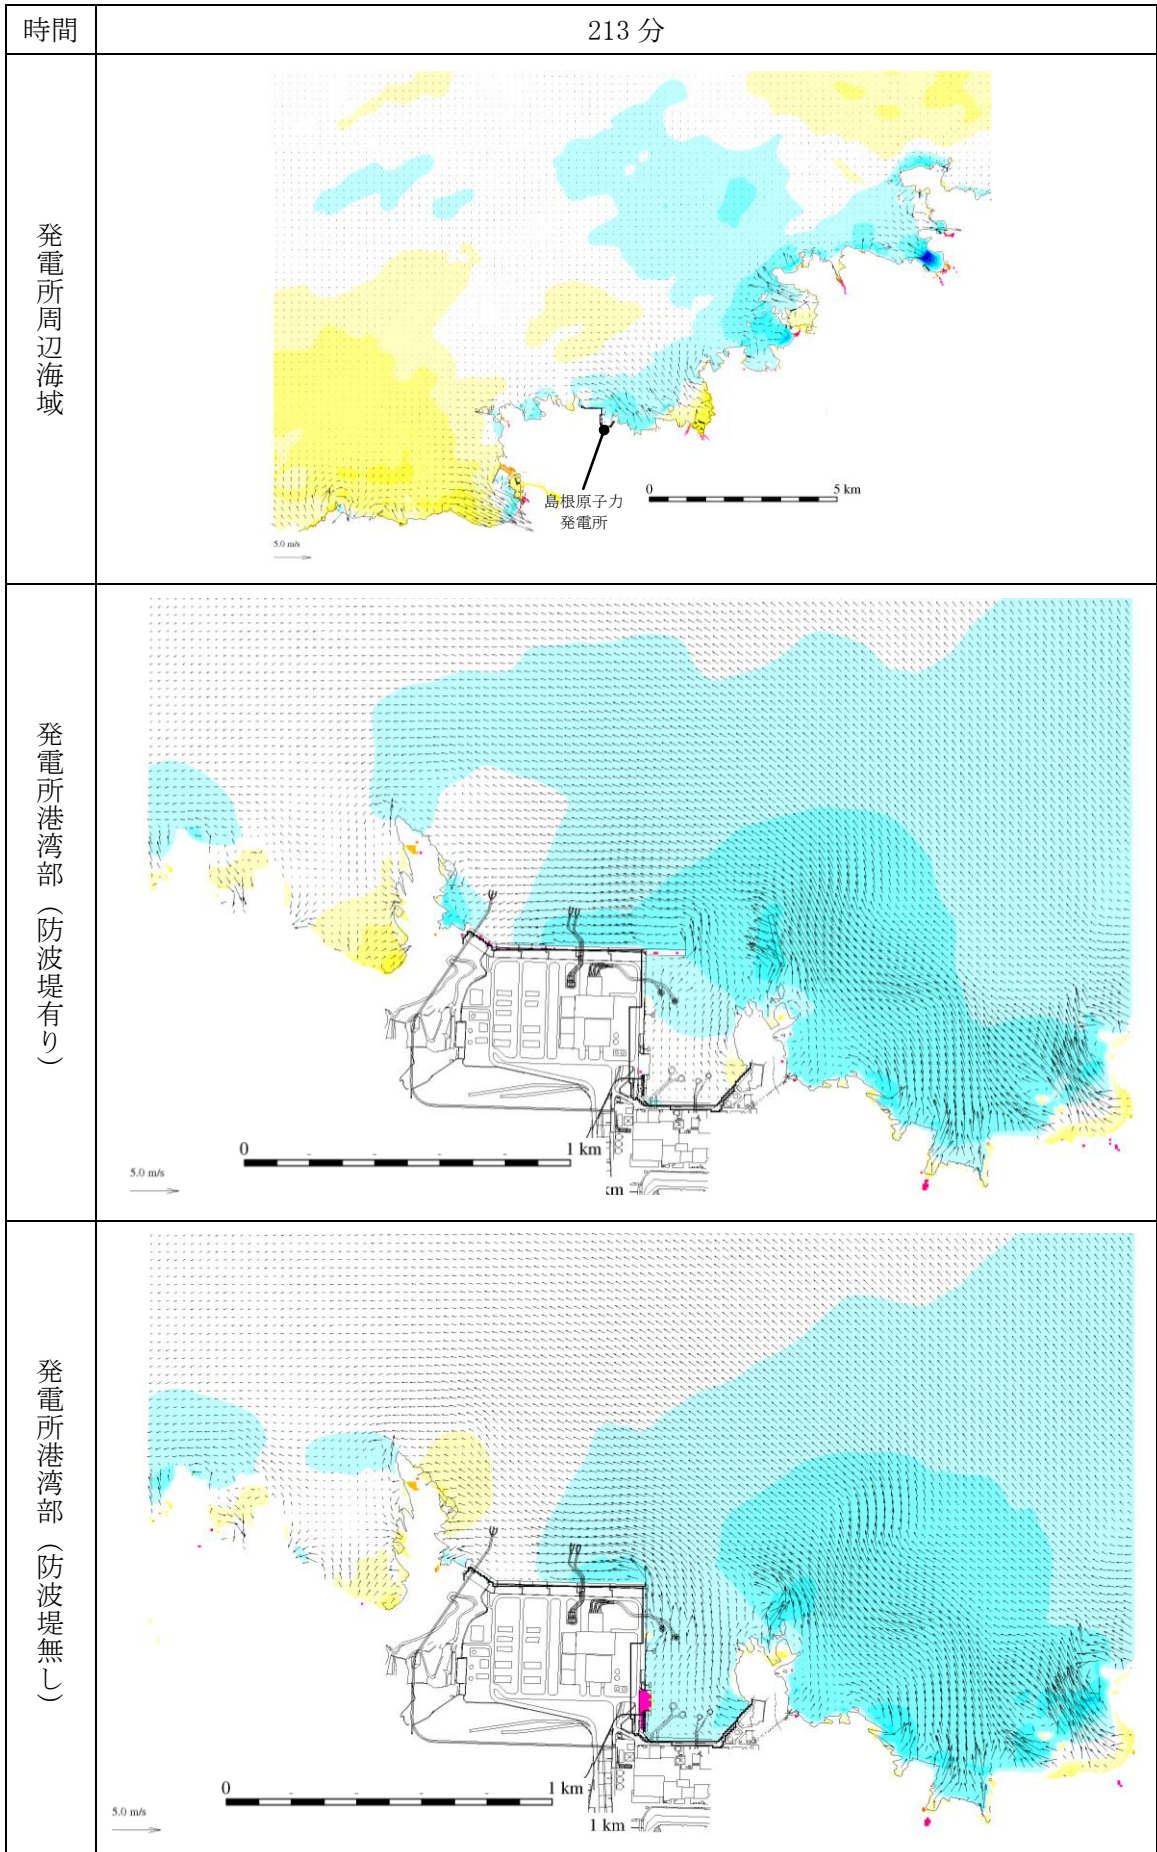 時間
213 分
発電所周辺海域
島根原子力
発電所
0
5 km
5.0 m/s
発電所港湾部（防波堤有り）
0
1 km
km
5.0 m/s
発電所港湾部（防波堤無し）
0
1 km
1 km
5.0 m/s